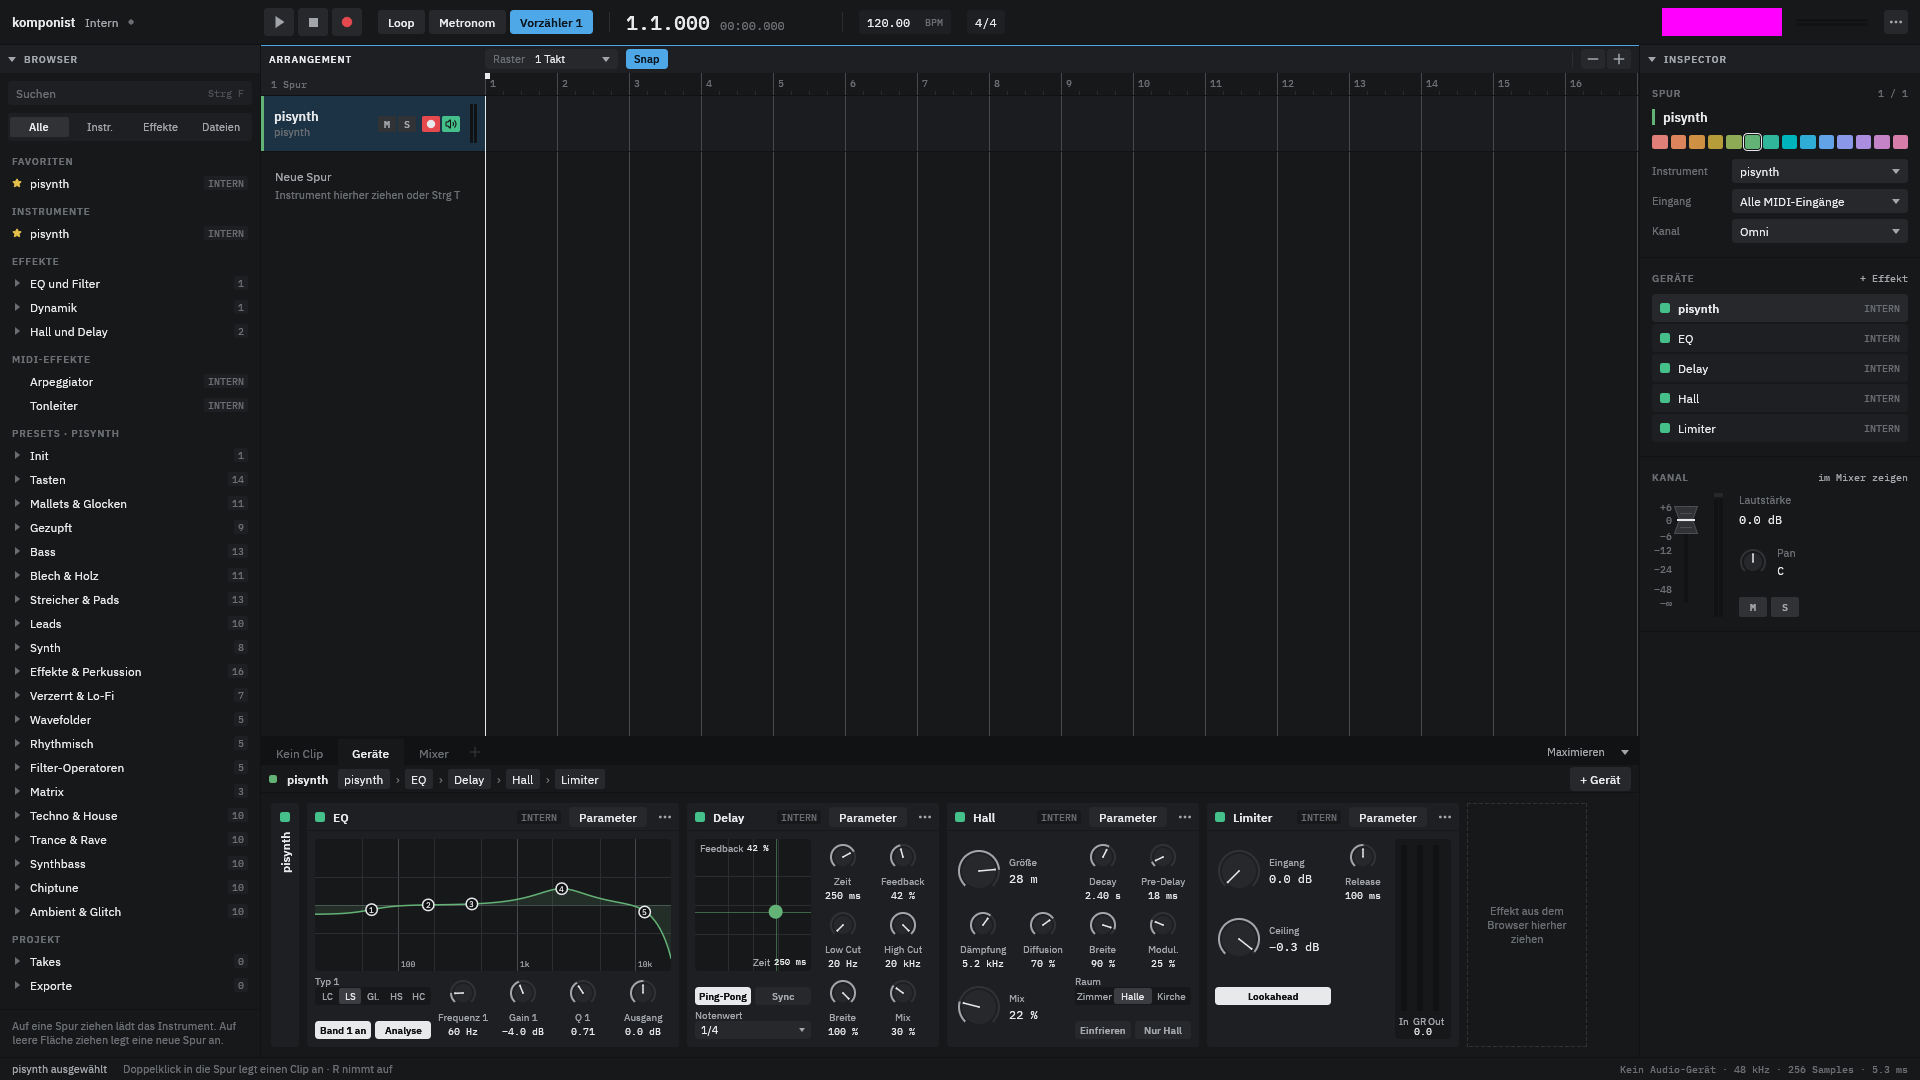 komponist Intern
Loop Metronom Vorzähler 1
1.1.000 00:00.000
120.00 BPM 4/4
BROWSER
Suchen Strg F
Alle Instr. Effekte Dateien
FAVORITEN
pisynth INTERN
INSTRUMENTE
pisynth INTERN
EFFEKTE
EQ und Filter 1
Dynamik 1
Hall und Delay 2
MIDI-EFFEKTE
Arpeggiator INTERN
Tonleiter INTERN
PRESETS · PISYNTH
Init 1
Tasten 14
Mallets & Glocken 11
Gezupft 9
Bass 13
Blech & Holz 11
Streicher & Pads 13
Leads 10
Synth 8
Effekte & Perkussion 16
Verzerrt & Lo-Fi 7
Wavefolder 5
Rhythmisch 5
Filter-Operatoren 5
Matrix 3
Techno & House 10
Trance & Rave 10
Synthbass 10
Chiptune 10
Ambient & Glitch 10
PROJEKT
Takes 0
Exporte 0
Auf eine Spur ziehen lädt das Instrument. Auf
leere Fläche ziehen legt eine neue Spur an.
ARRANGEMENT
Raster 1 Takt Snap
1 Spur
1 2 3 4 5 6 7 8 9 10 11 12 13 14 15 16
pisynth
pisynth
M S
Neue Spur
Instrument hierher ziehen oder Strg T
Kein Clip Geräte Mixer
Maximieren
pisynth pisynth › EQ › Delay › Hall › Limiter
+ Gerät
pisynth
EQ INTERN Parameter
1 2 3 4 5
100 1k 10k
Typ 1
LC LS GL HS HC
Band 1 an Analyse
Frequenz 1 60 Hz
Gain 1 −4.0 dB
Q 1 0.71
Ausgang 0.0 dB
Delay INTERN Parameter
Feedback 42 %
Zeit 250 ms
Ping-Pong Sync
Notenwert
1/4
Zeit 250 ms
Feedback 42 %
Low Cut 20 Hz
High Cut 20 kHz
Breite 100 %
Mix 30 %
Hall INTERN Parameter
Größe 28 m
Decay 2.40 s
Pre-Delay 18 ms
Dämpfung 5.2 kHz
Diffusion 70 %
Breite 90 %
Modul. 25 %
Mix 22 %
Raum
Zimmer Halle Kirche
Einfrieren Nur Hall
Limiter INTERN Parameter
Eingang 0.0 dB
Release 100 ms
Ceiling −0.3 dB
Lookahead
In GR Out
0.0
Effekt aus dem
Browser hierher
ziehen
INSPECTOR
SPUR 1 / 1
pisynth
Instrument pisynth
Eingang Alle MIDI-Eingänge
Kanal Omni
GERÄTE + Effekt
pisynth INTERN
EQ INTERN
Delay INTERN
Hall INTERN
Limiter INTERN
KANAL im Mixer zeigen
+6
0
−6
−12
−24
−48
−∞
Lautstärke
0.0 dB
Pan
C
M S
pisynth ausgewählt Doppelklick in die Spur legt einen Clip an · R nimmt auf
Kein Audio-Gerät · 48 kHz · 256 Samples · 5.3 ms